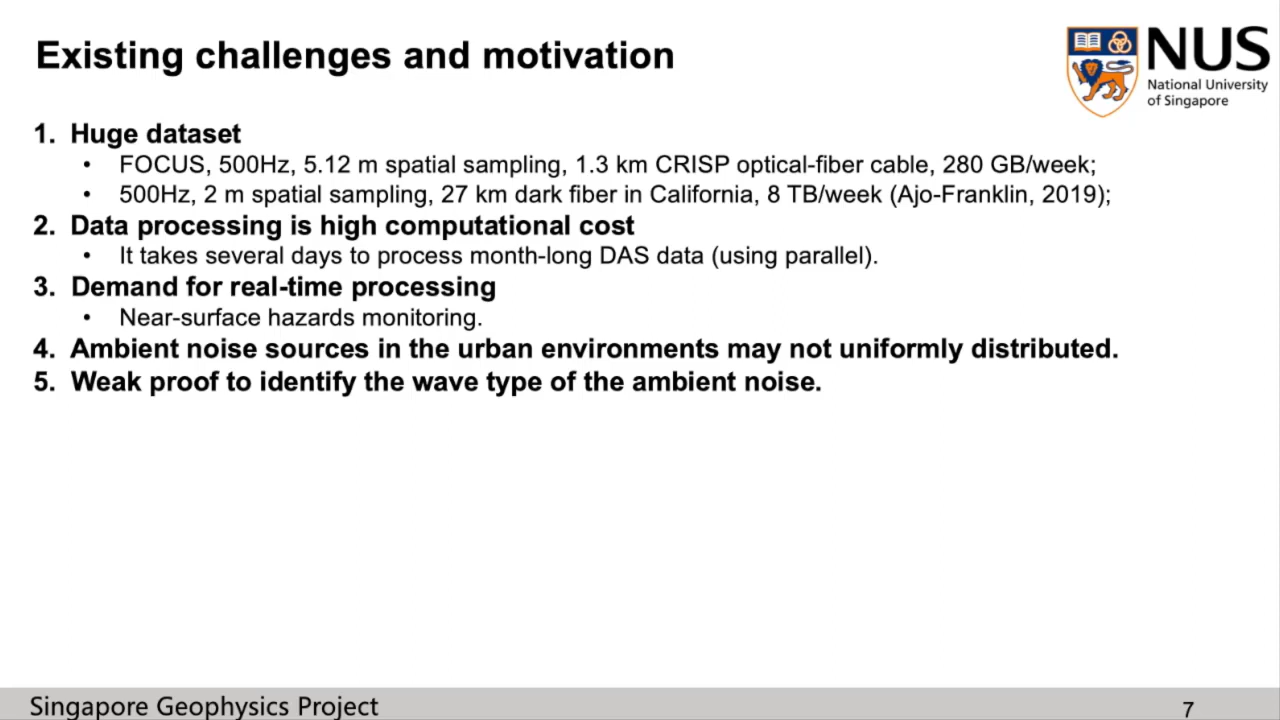 Existing challenges and motivation
NUS
National University
of Singapore
1. Huge dataset
• FOCUS, 500Hz, 5.12 m spatial sampling, 1.3 km CRISP optical-fiber cable, 280 GB/week;
• 500Hz, 2 m spatial sampling, 27 km dark fiber in California, 8 TB/week (Ajo-Franklin, 2019);
2. Data processing is high computational cost
• It takes several days to process month-long DAS data (using parallel).
3. Demand for real-time processing
• Near-surface hazards monitoring.
4. Ambient noise sources in the urban environments may not uniformly distributed.
5. Weak proof to identify the wave type of the ambient noise.
Singapore Geophysics Project
7